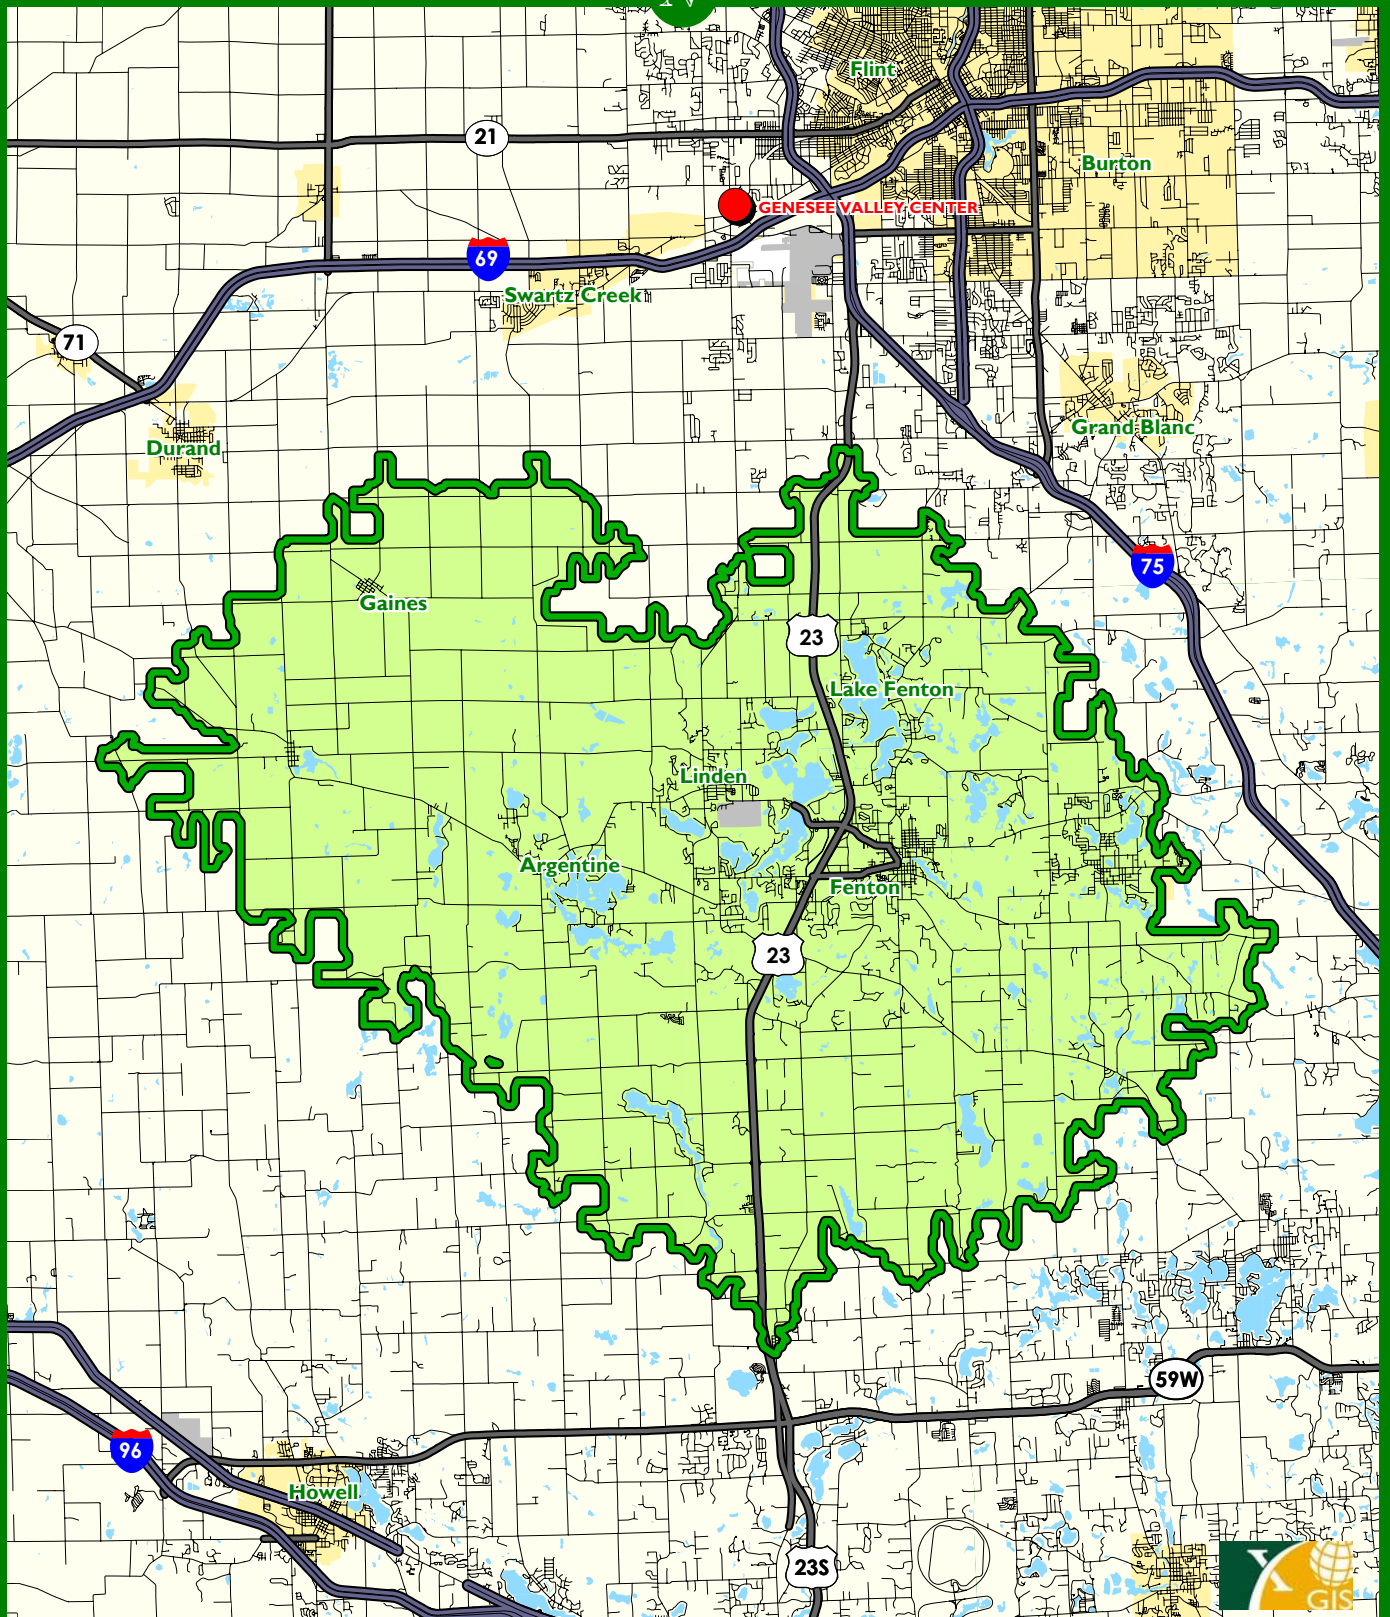 Flint
21
Burton
GENESEE VALLEY CENTER
69
Swartz Creek
71
Grand Blanc
Durand
75
Gaines
23
Lake Fenton
Linden
Argentine
Fenton
23
59W
96
Howell
23S
X
GIS